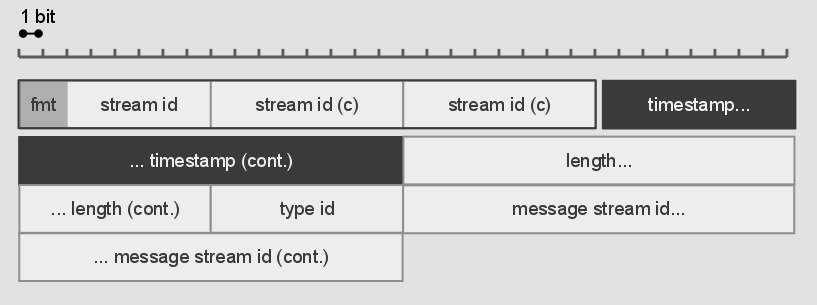 1 bit
fmt stream id stream id (c) stream id (c) timestamp...
... timestamp (cont.) length...
... length (cont.) type id message stream id...
... message stream id (cont.)